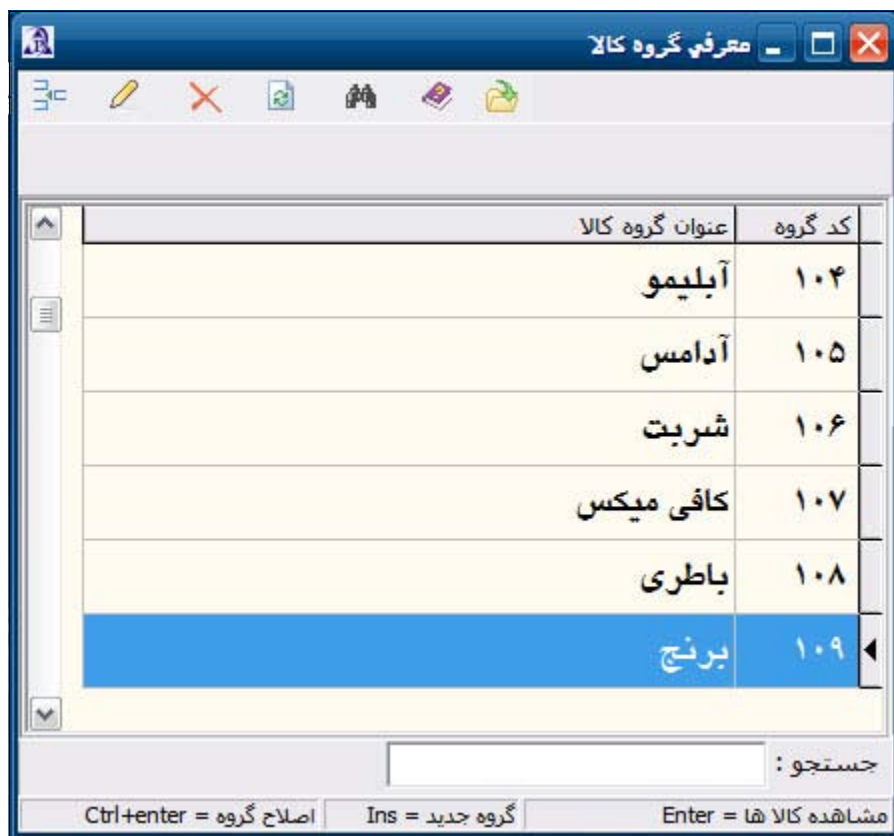 معرفي گروه کالا
کد گروه عنوان گروه کالا
۱۰۴ آبلیمو
۱۰۵ آدامس
۱۰۶ شربت
۱۰۷ کافی میکس
۱۰۸ باطری
۱۰۹ برنج
جستجو :
مشاهده کالا ها = Enter گروه جدید = Ins اصلاح گروه = Ctrl+enter